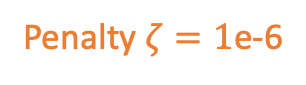 Penalty ζ = 1e-6